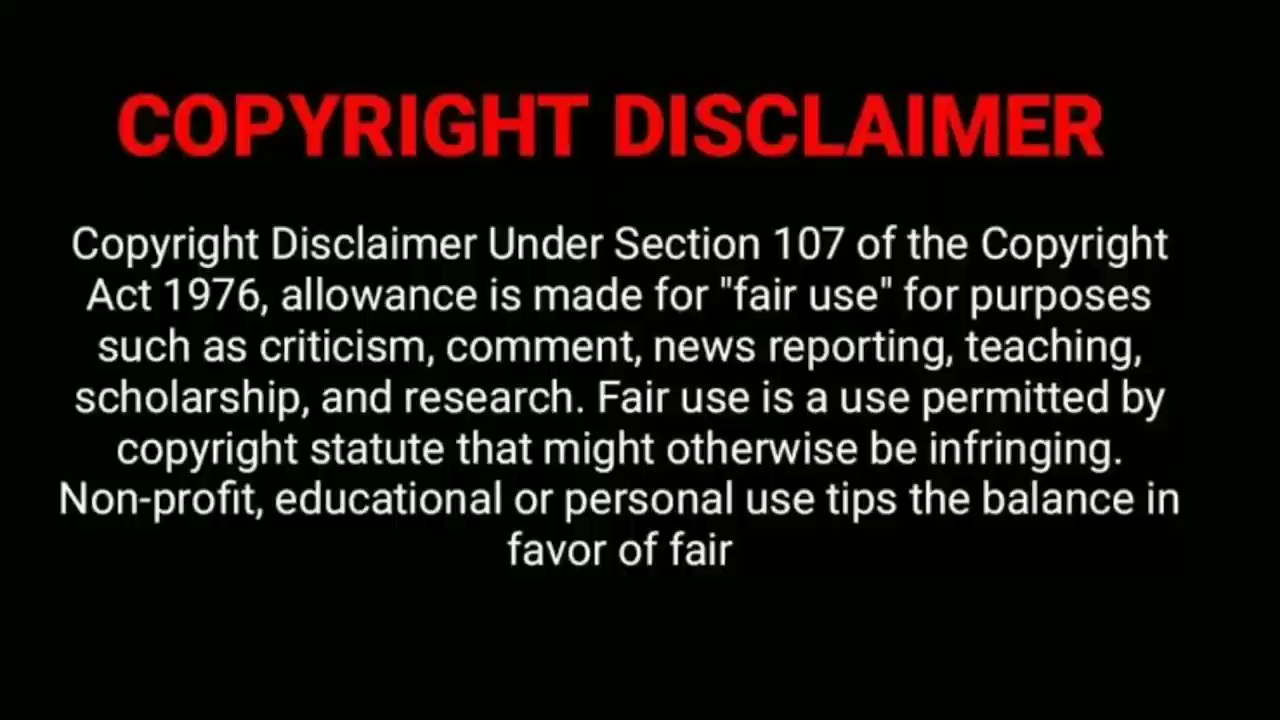 COPYRIGHT DISCLAIMER
Copyright Disclaimer Under Section 107 of the Copyright
Act 1976, allowance is made for "fair use" for purposes
such as criticism, comment, news reporting, teaching,
scholarship, and research. Fair use is a use permitted by
copyright statute that might otherwise be infringing.
Non-profit, educational or personal use tips the balance in
favor of fair